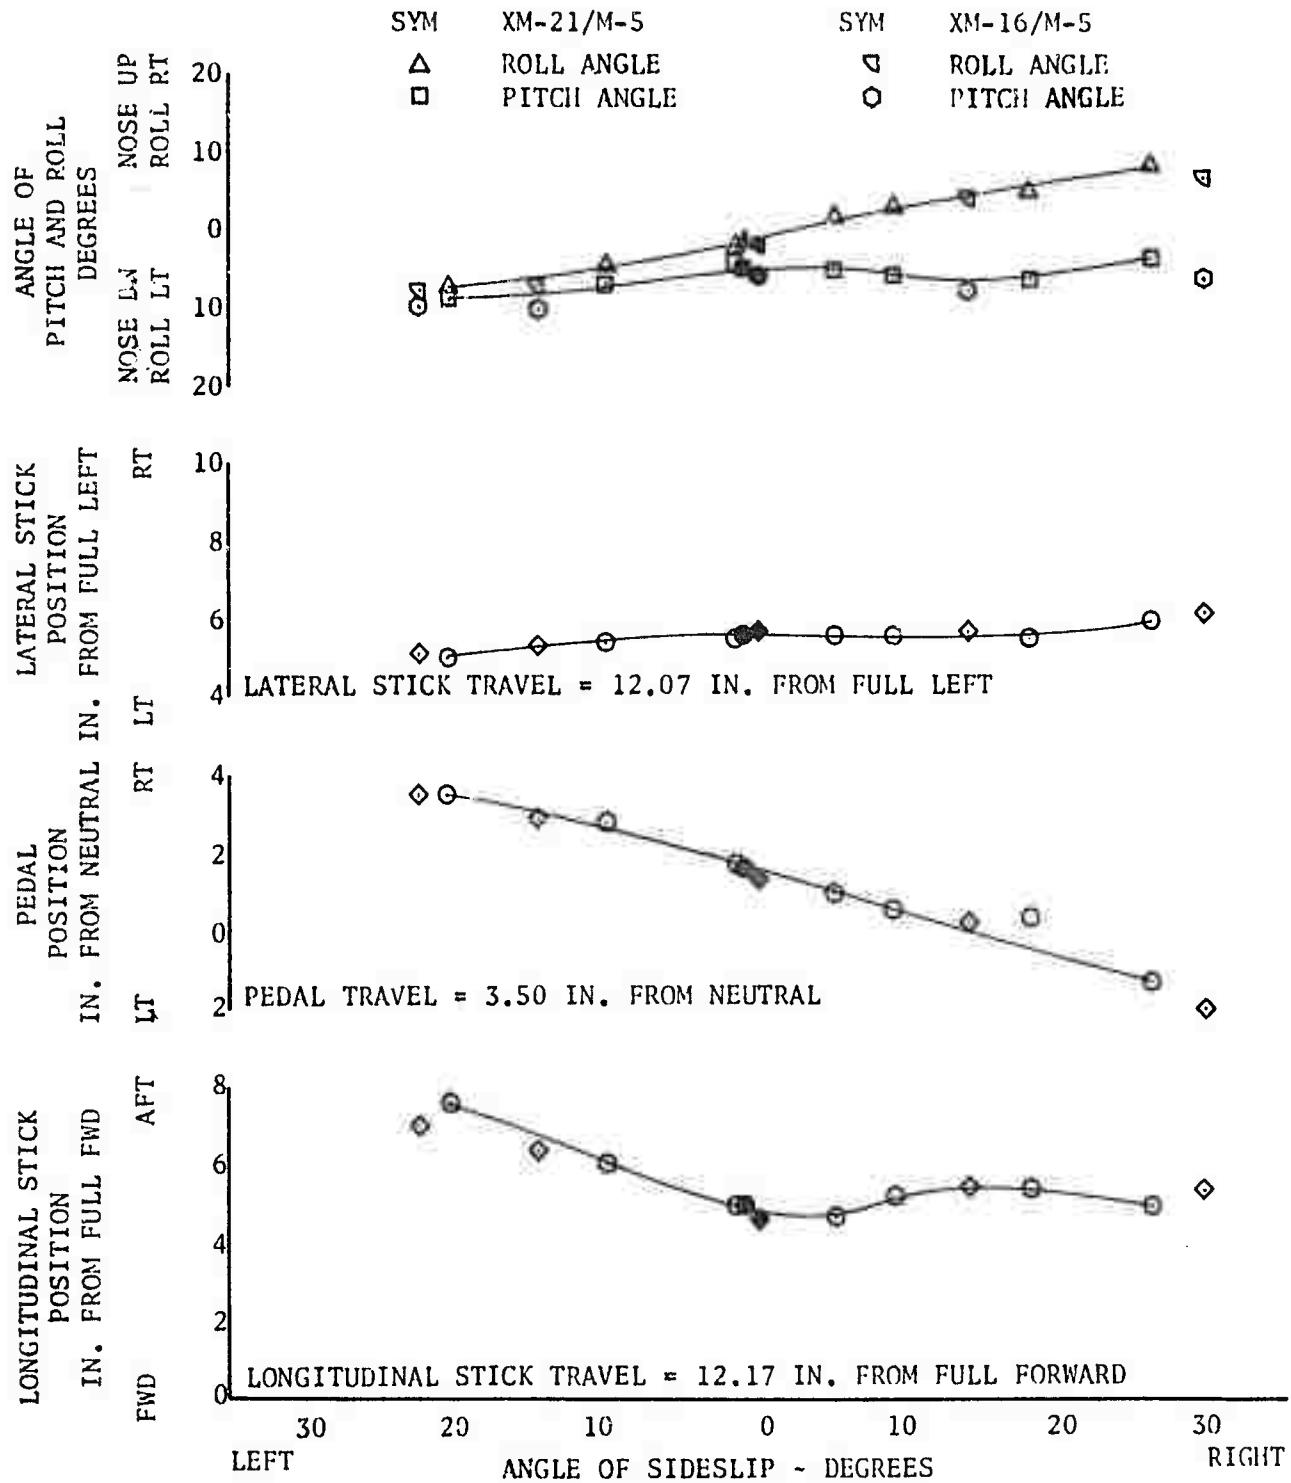 SYM XM-21/M-5 SYM XM-16/M-5
ROLL ANGLE ROLL ANGLE
PITCH ANGLE PITCH ANGLE
ANGLE OF
PITCH AND ROLL
DEGREES
NOSE UP
ROLL RT
NOSE DN
ROLL LT
20
10
0
10
20
LATERAL STICK
POSITION
IN. FROM FULL LEFT
RT
LT
10
8
6
4
LATERAL STICK TRAVEL = 12.07 IN. FROM FULL LEFT
PEDAL
POSITION
IN. FROM NEUTRAL
RT
LT
4
2
0
2
PEDAL TRAVEL = 3.50 IN. FROM NEUTRAL
LONGITUDINAL STICK
POSITION
IN. FROM FULL FWD
AFT
FWD
8
6
4
2
0
LONGITUDINAL STICK TRAVEL = 12.17 IN. FROM FULL FORWARD
30 20 10 0 10 20 30
LEFT RIGHT
ANGLE OF SIDESLIP ~ DEGREES